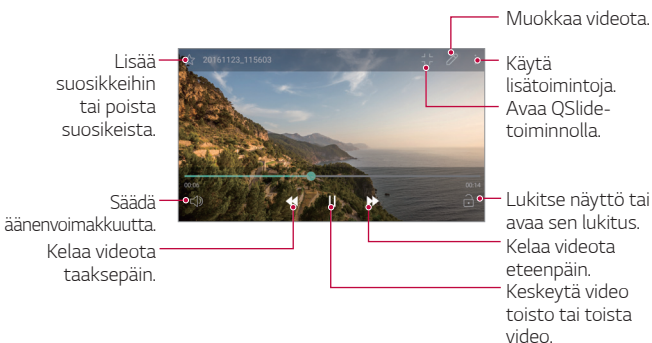 Muokkaa videota.
Lisää
suosikkeihin
tai poista
suosikeista.
20161123_115603
Käytä
lisätoimintoja.
Avaa QSlide-
toiminnolla.
00:06
00:14
Säädä
äänenvoimakkuutta.
Kelaa videota
taaksepäin.
Lukitse näyttö tai
avaa sen lukitus.
Kelaa videota
eteenpäin.
Keskeytä video
toisto tai toista
video.